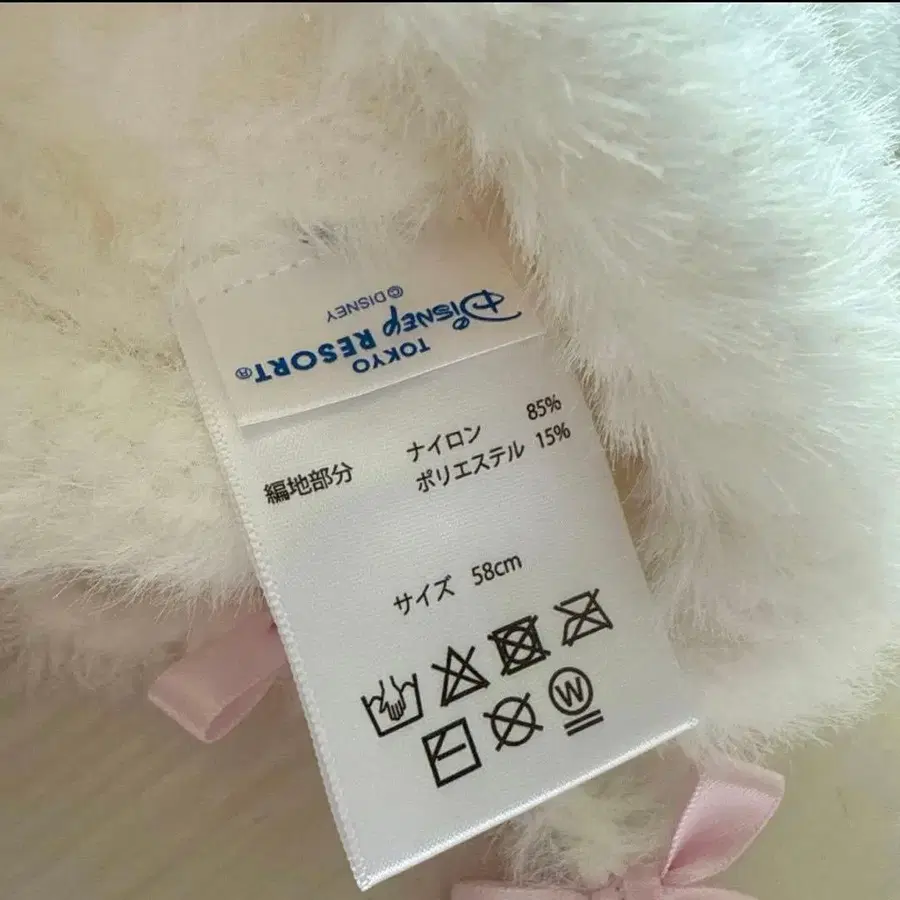 TOKYO
DISNEY RESORT®
©DISNEY
編地部分 ナイロン 85%
ポリエステル 15%
サイズ 58cm
W